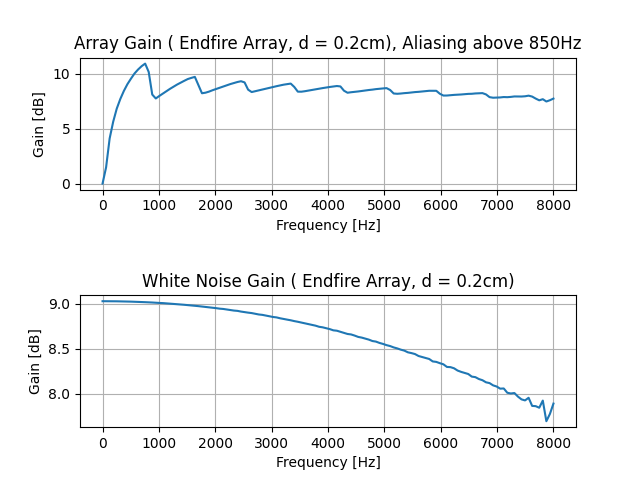 Array Gain ( Endfire Array, d = 0.2cm), Aliasing above 850Hz
10
5
0
Gain [dB]
0 1000 2000 3000 4000 5000 6000 7000 8000
Frequency [Hz]
White Noise Gain ( Endfire Array, d = 0.2cm)
9.0
8.5
8.0
Gain [dB]
0 1000 2000 3000 4000 5000 6000 7000 8000
Frequency [Hz]